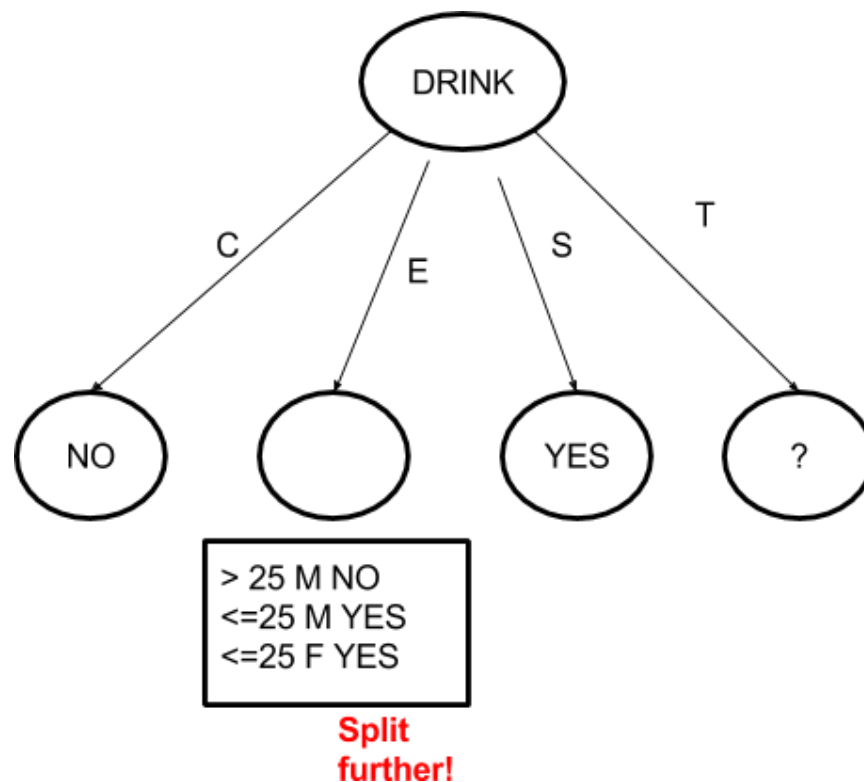 DRINK
C
E
S
T
NO
YES
?
> 25 M NO
<=25 M YES
<=25 F YES
Split
further!